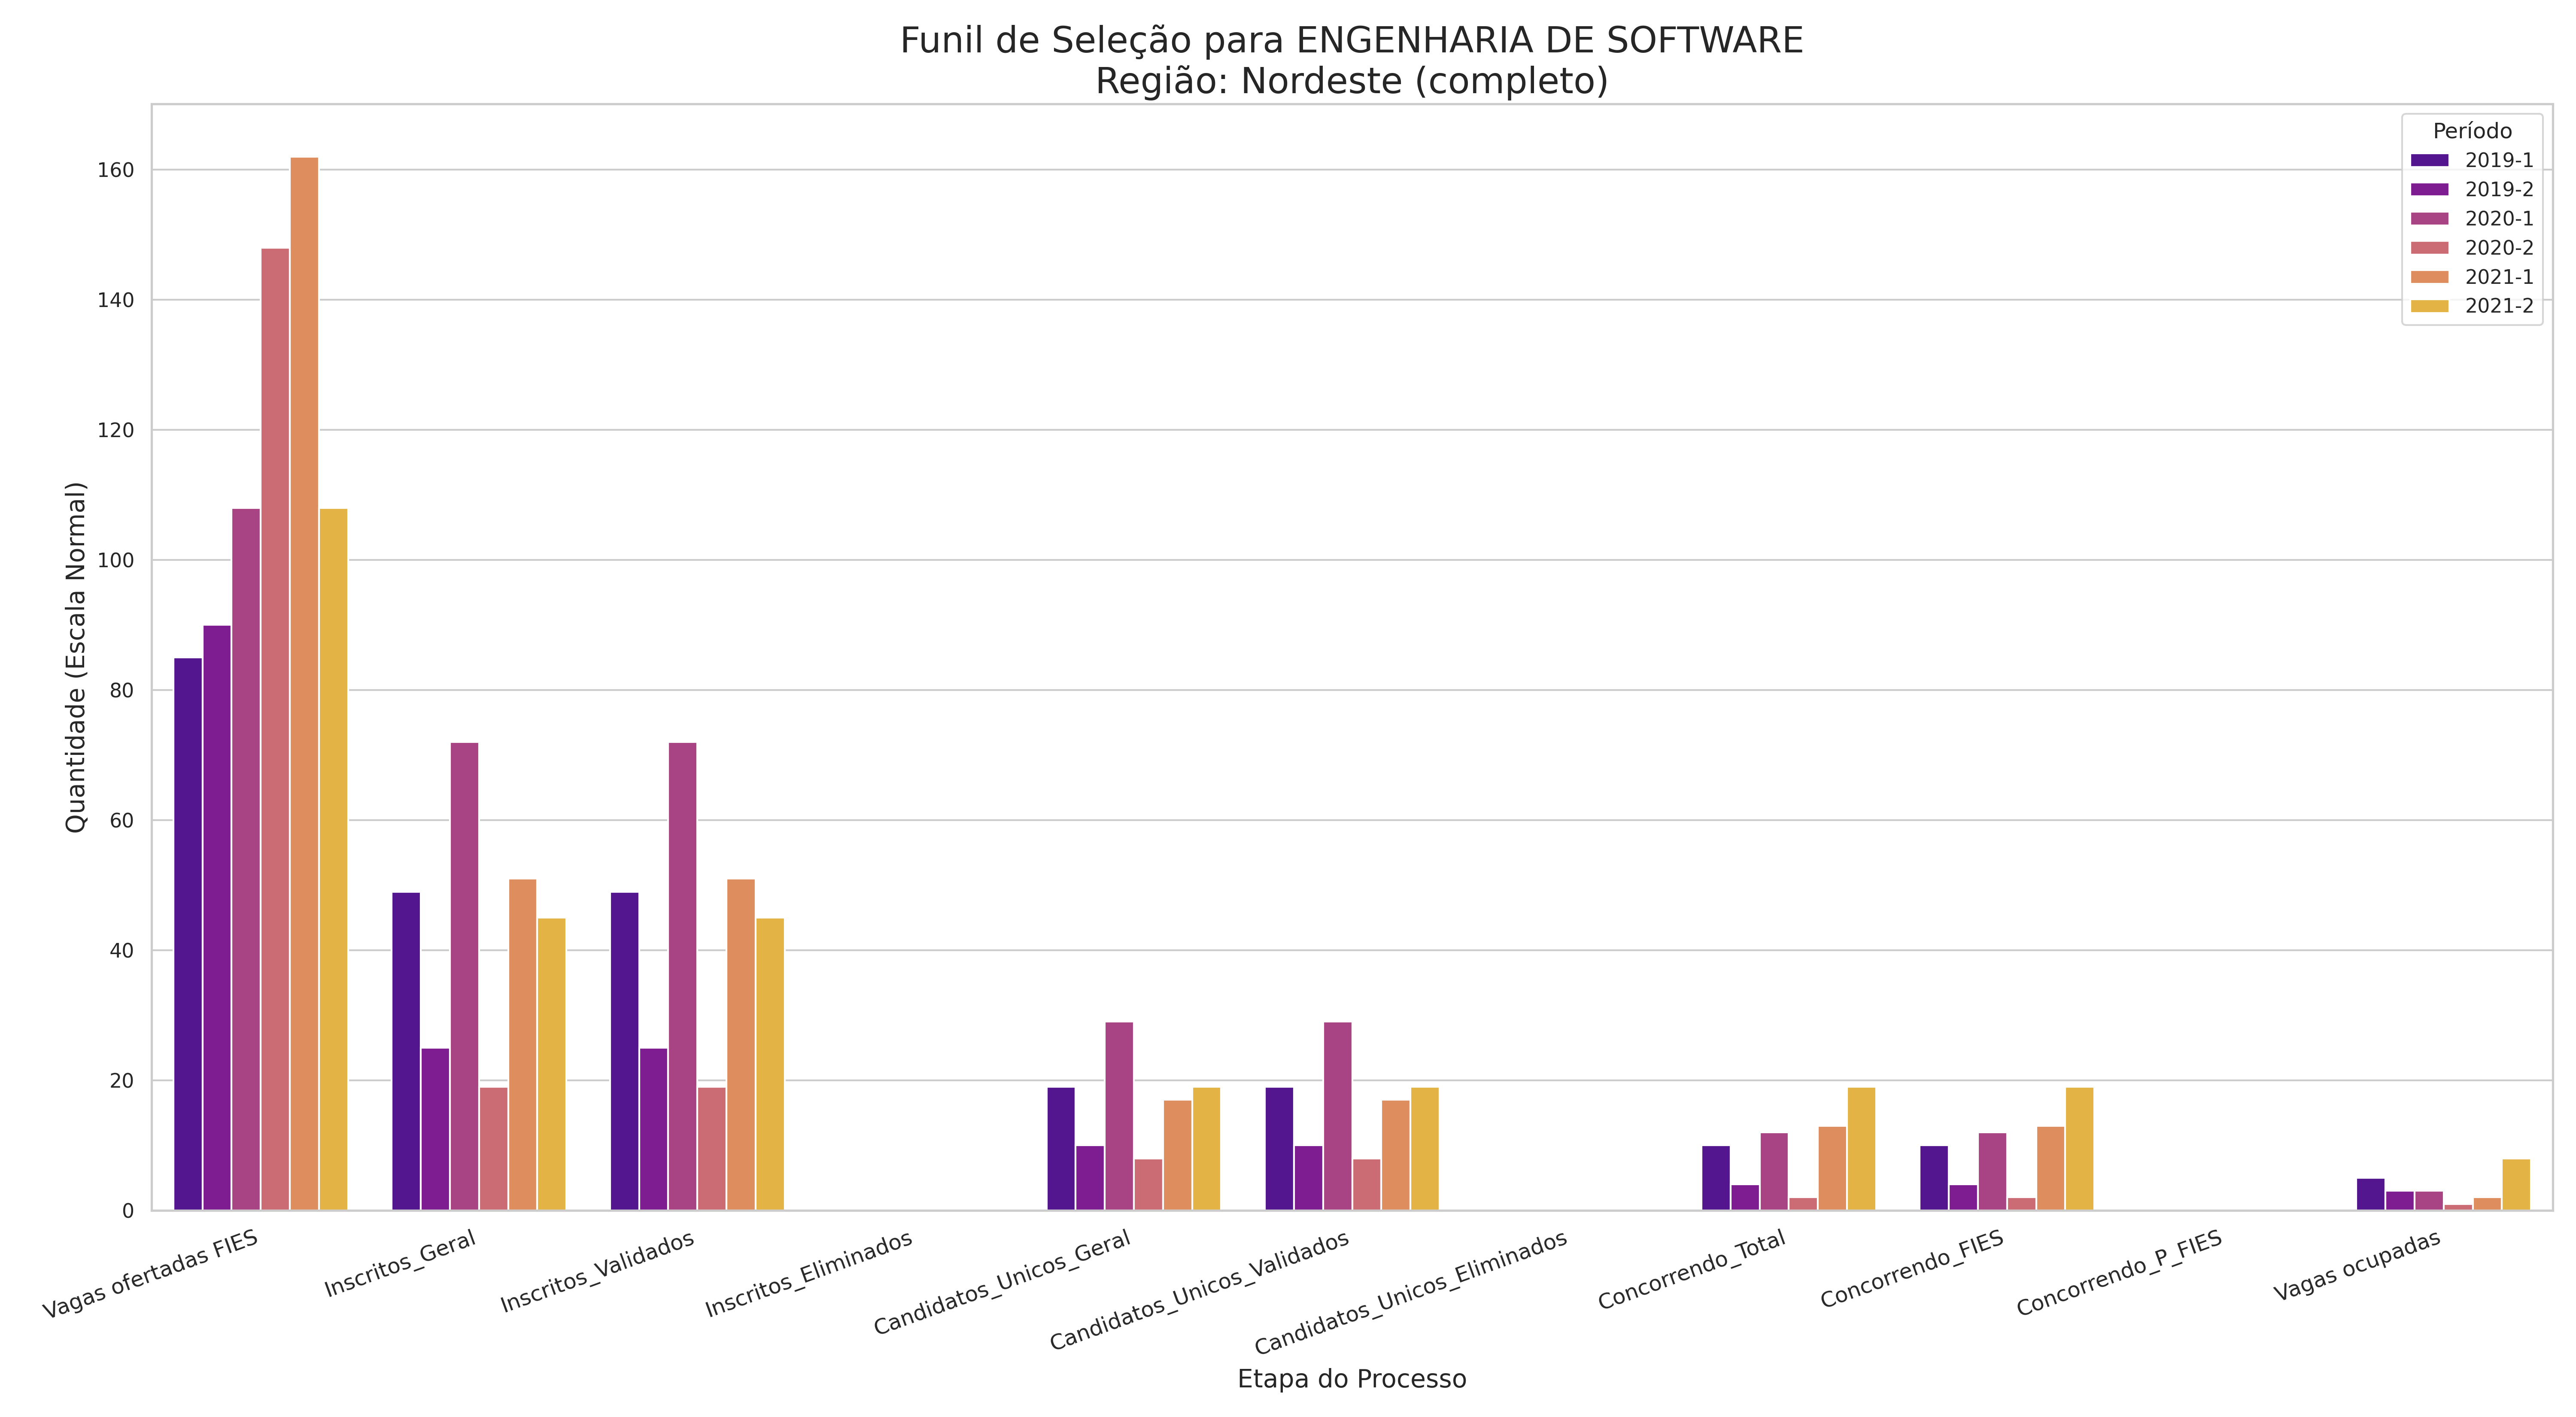 Funil de Seleção para ENGENHARIA DE SOFTWARE
Região: Nordeste (completo)
Quantidade (Escala Normal)
160
140
120
100
80
60
40
20
0
Período
2019-1
2019-2
2020-1
2020-2
2021-1
2021-2
Vagas ofertadas FIES
Inscritos_Geral
Inscritos_Validados
Inscritos_Eliminados
Candidatos_Unicos_Geral
Candidatos_Unicos_Validados
Candidatos_Unicos_Eliminados
Concorrendo_Total
Concorrendo_FIES
Concorrendo_P_FIES
Vagas ocupadas
Etapa do Processo